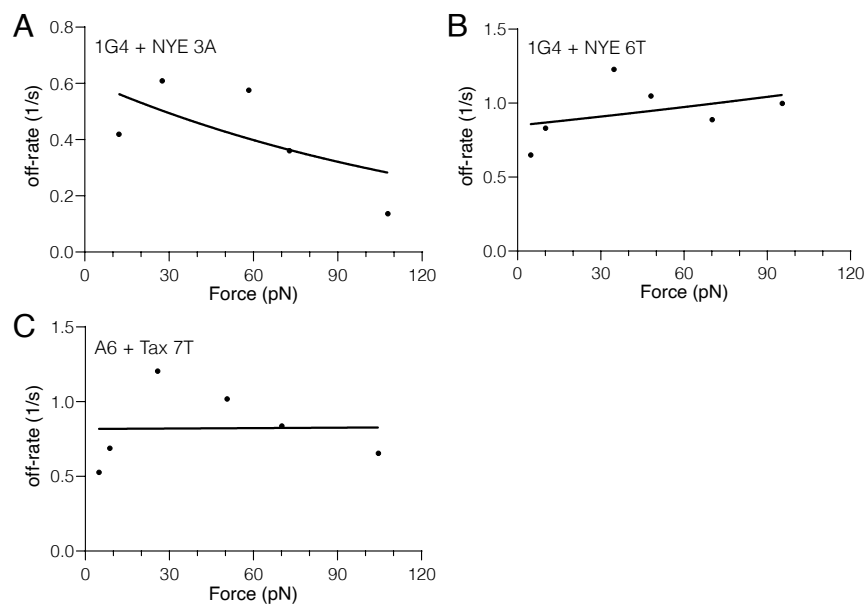 A
1G4 + NYE 3A
off-rate (1/s)
0.8
0.6
0.4
0.2
0.0
0 30 60 90 120
Force (pN)
B
1G4 + NYE 6T
off-rate (1/s)
1.5
1.0
0.5
0.0
0 30 60 90 120
Force (pN)
C
A6 + Tax 7T
off-rate (1/s)
1.5
1.0
0.5
0.0
0 30 60 90 120
Force (pN)